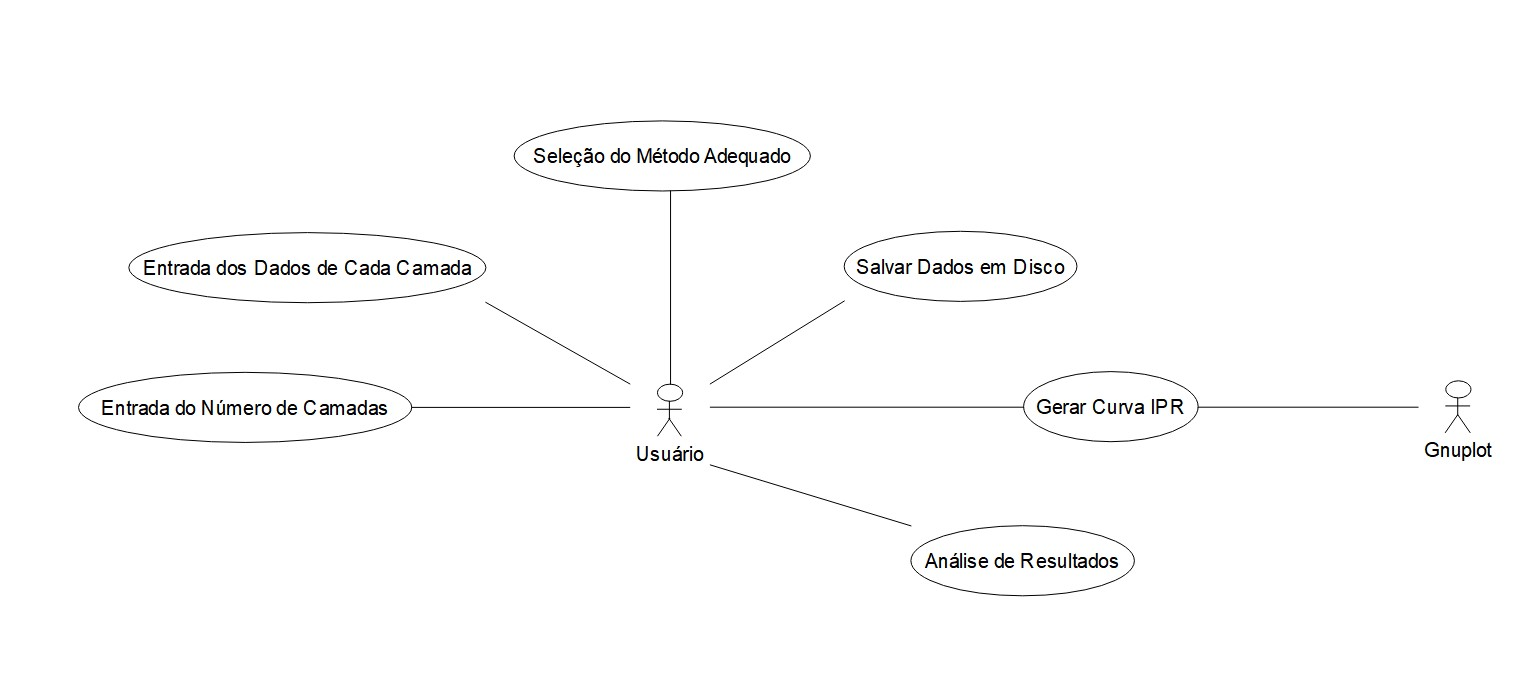 Seleção do Método Adequado
Entrada dos Dados de Cada Camada
Salvar Dados em Disco
Entrada do Número de Camadas
Gerar Curva IPR
Usuário
Gnuplot
Análise de Resultados